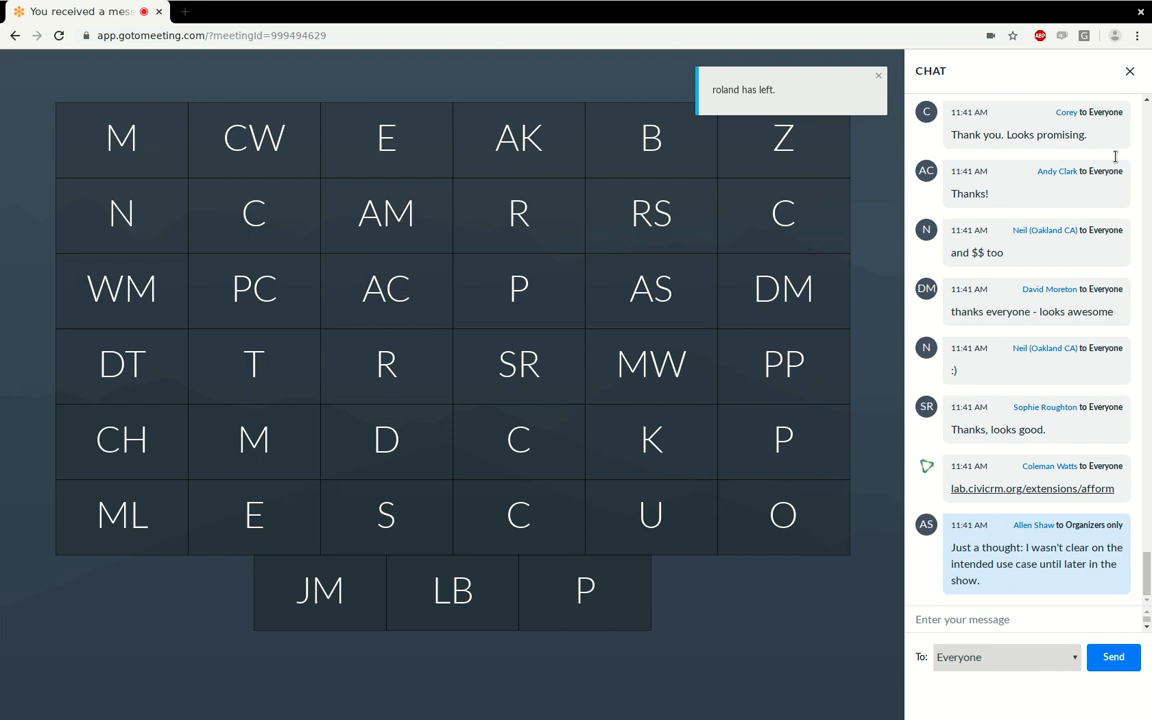 You received a mes
app.gotomeeting.com/?meetingId=999494629
ABP
G
CHAT
roland has left.
M CW E AK B Z
N C AM R RS C
WM PC AC P AS DM
DT T R SR MW PP
CH M D C K P
ML E S C U O
JM LB P
C
11:41 AM Corey to Everyone
Thank you. Looks promising.
AC
11:41 AM Andy Clark to Everyone
Thanks!
N
11:41 AM Neil (Oakland CA) to Everyone
and $$ too
DM
11:41 AM David Moreton to Everyone
thanks everyone - looks awesome
N
11:41 AM Neil (Oakland CA) to Everyone
:)
SR
11:41 AM Sophie Roughton to Everyone
Thanks, looks good.
11:41 AM Coleman Watts to Everyone
lab.civicrm.org/extensions/afform
AS
11:41 AM Allen Shaw to Organizers only
Just a thought: I wasn't clear on the
intended use case until later in the
show.
Enter your message
To: Everyone Send